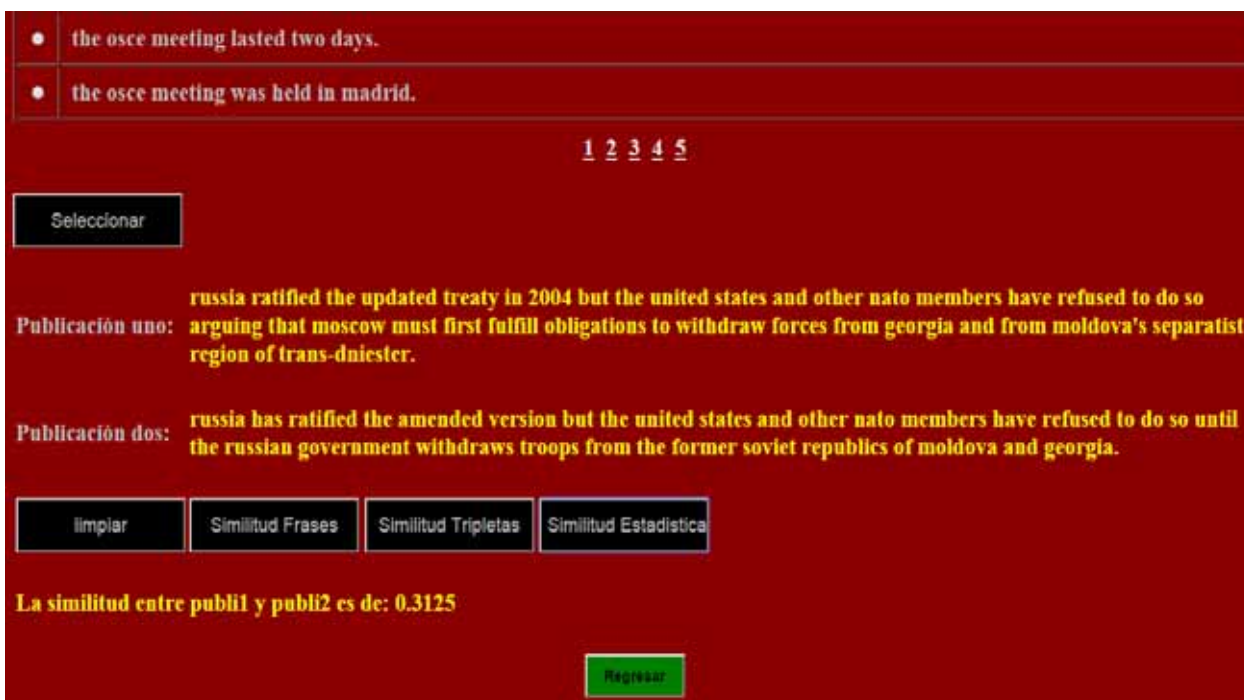 the osce meeting lasted two days.
the osce meeting was held in madrid.
1 2 3 4 5
Seleccionar
russia ratified the updated treaty in 2004 but the united states and other nato members have refused to do so
Publicación uno: arguing that moscow must first fulfill obligations to withdraw forces from georgia and from moldova's separatist
region of trans-dniester.
russia has ratified the amended version but the united states and other nato members have refused to do so until
Publicación dos:
the russian government withdraws troops from the former soviet republics of moldova and georgia.
limpiar Similitud Frases Similitud Tripletas Similitud Estadistica
La similitud entre publi1 y publi2 es de: 0.3125
Regresar